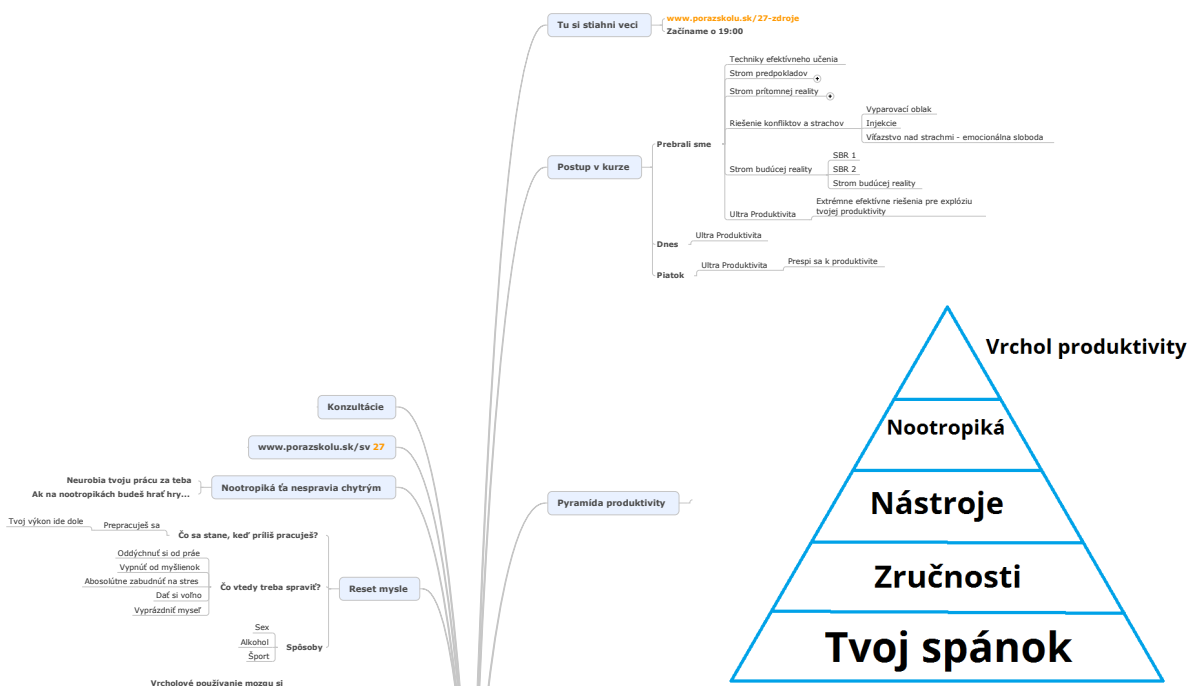 Tu si stiahni veci
www.porazskolu.sk/27-zdroje
Začíname o 19:00
Postup v kurze
Prebrali sme
Techniky efektívneho učenia
Strom predpokladov
Strom prítomnej reality
Riešenie konfliktov a strachov
Vyparovací oblak
Injekcie
Víťazstvo nad strachmi - emocionálna sloboda
Strom budúcej reality
SBR 1
SBR 2
Strom budúcej reality
Ultra Produktivita
Extrémne efektívne riešenia pre explóziu
tvojej produktivity
Dnes
Ultra Produktivita
Piatok
Ultra Produktivita
Prespi sa k produktivite
Pyramída produktivity
Vrchol produktivity
Nootropiká
Nástroje
Zručnosti
Tvoj spánok
Konzultácie
www.porazskolu.sk/sv 27
Nootropiká ťa nespravia chytrým
Neurobia tvoju prácu za teba
Ak na nootropikách budeš hrať hry...
Reset mysle
Čo sa stane, keď príliš pracuješ?
Prepracuješ sa
Tvoj výkon ide dole
Čo vtedy treba spraviť?
Oddýchnuť si od práe
Vypnúť od myšlienok
Abosolútne zabudnúť na stres
Dať si voľno
Vyprázdniť myseľ
Spôsoby
Sex
Alkohol
Šport
Vrcholové používanie mozgu si